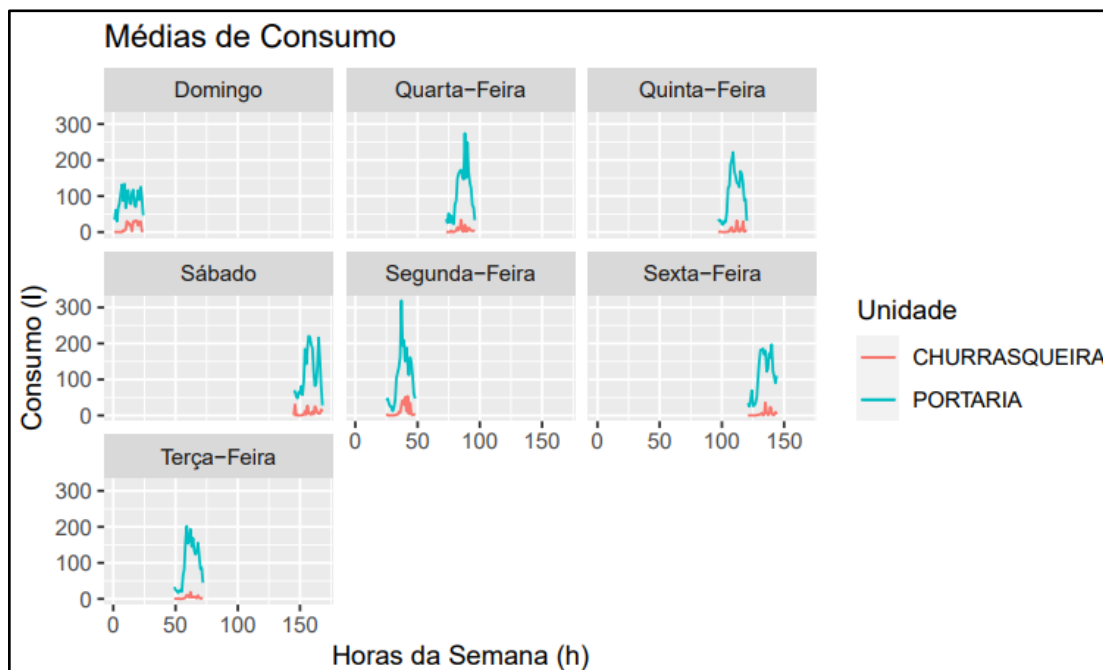 Médias de Consumo
Domingo
Quarta−Feira
Quinta−Feira
300
200
100
0
Sábado
Segunda−Feira
Sexta−Feira
300
200
100
0
0 50 100 150
0 50 100 150
Terça−Feira
300
200
100
0
0 50 100 150
Consumo (l)
Horas da Semana (h)
Unidade
CHURRASQUEIRA
PORTARIA